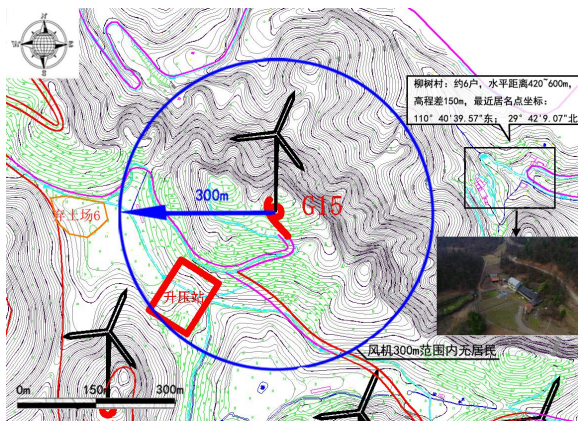 N
W
E
S
柳树村：约6户，水平距离420~600m，
高程差150m，最近居名点坐标：
110° 40'39.57"东； 29° 42'9.07"北
300m
G15
弃土场6
升压站
风机300m范围内无居民
0m 150m 300m